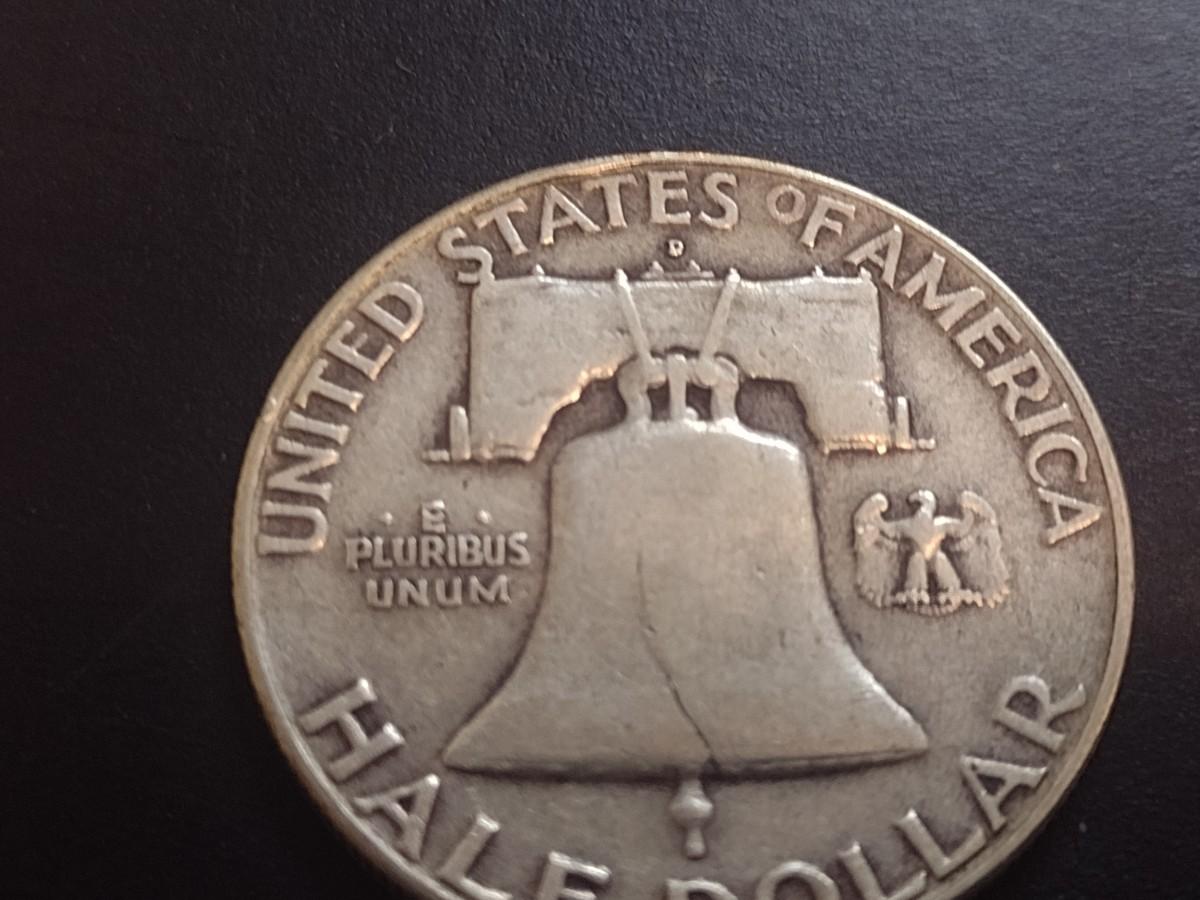 UNITED STATES OF AMERICA
D
· E ·
PLURIBUS
UNUM
HALF DOLLAR